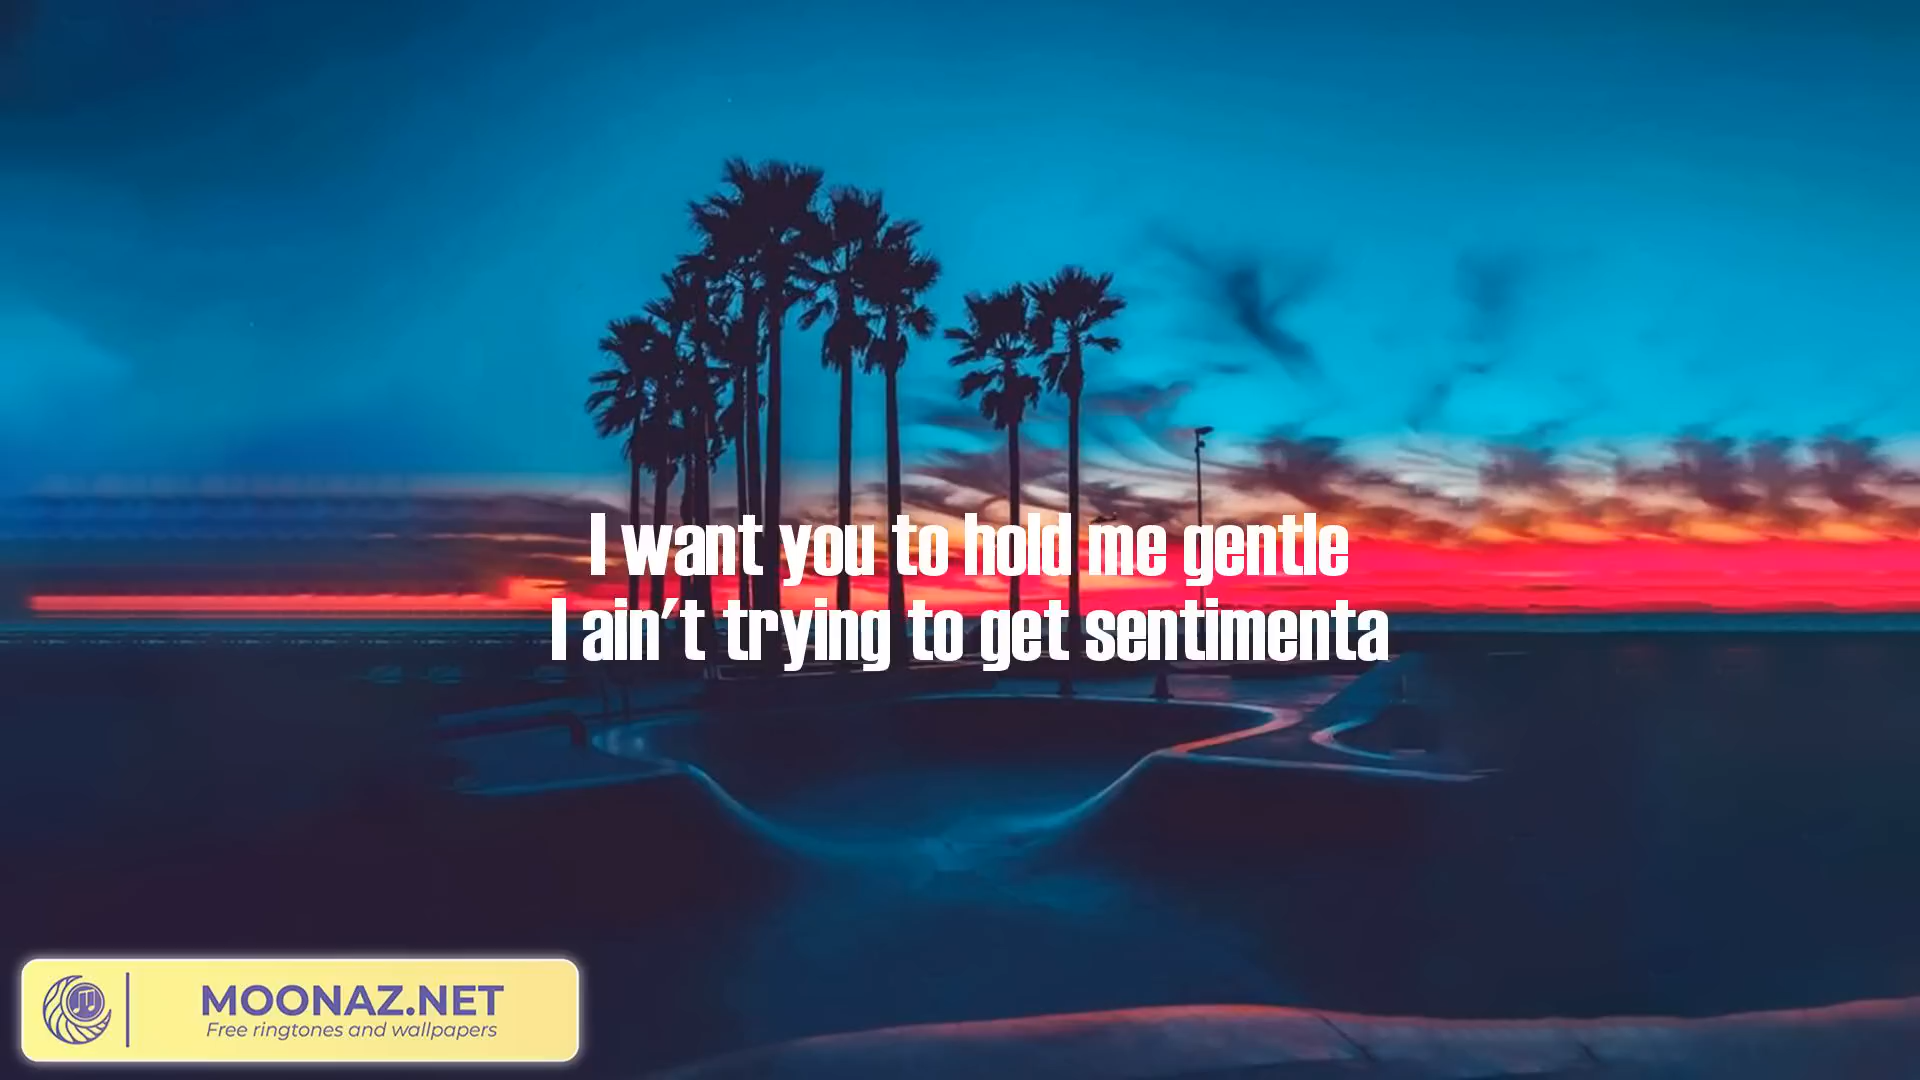 I want you to hold me gentle
I ain't trying to get sentimenta
MOONAZ.NET
Free ringtones and wallpapers